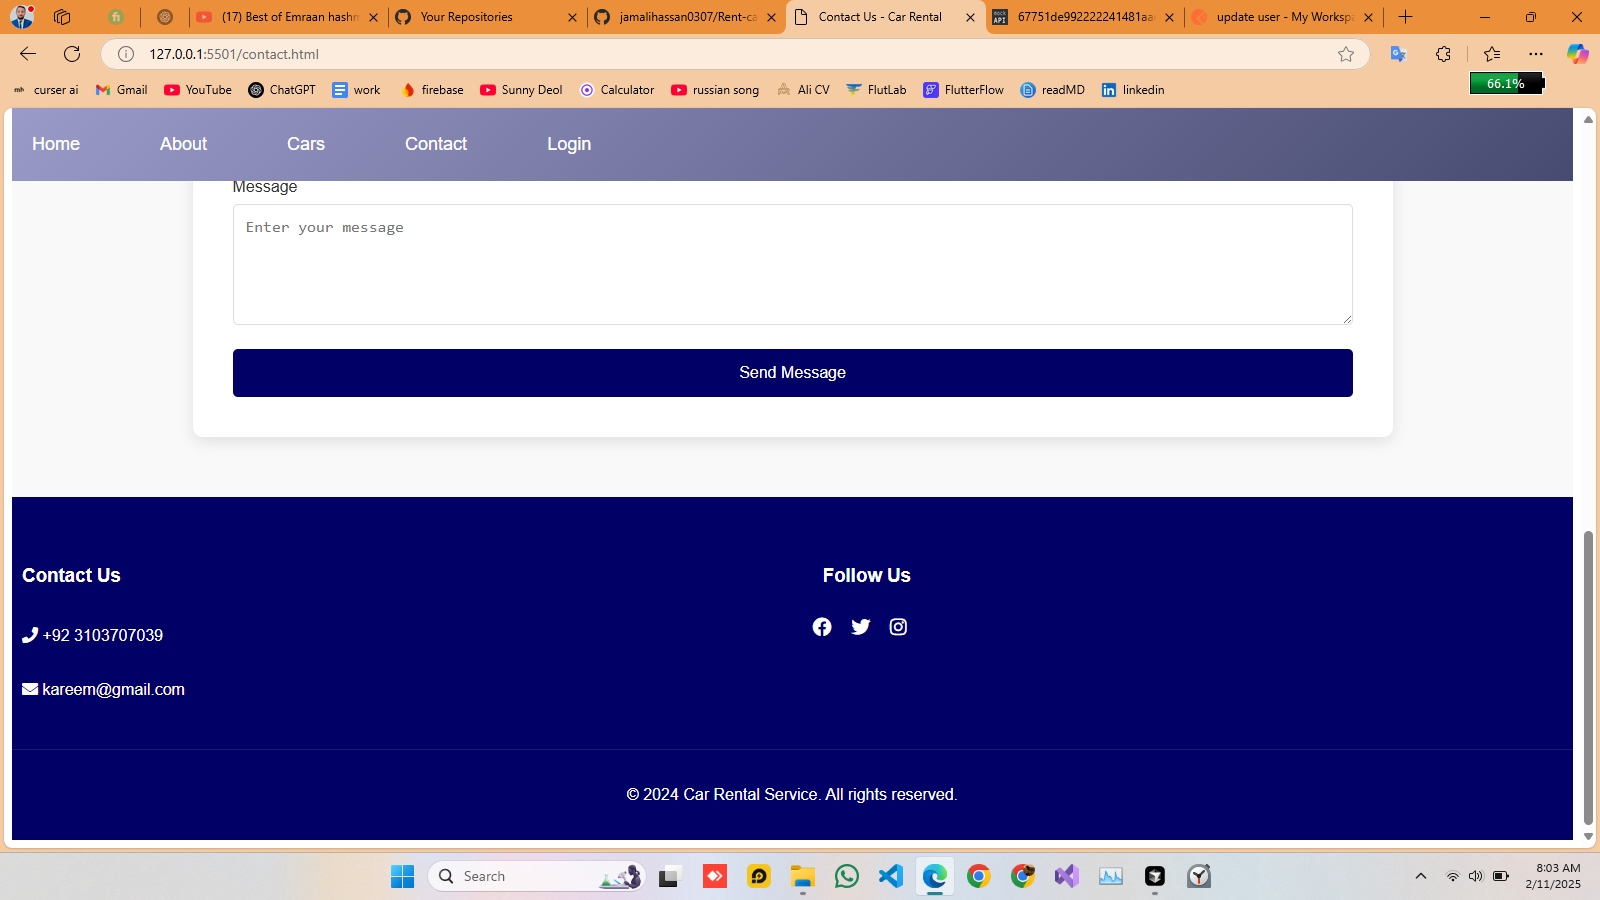 (17) Best of Emraan hashm
Your Repositories
jamalihassan0307/Rent-ca
Contact Us - Car Rental
mock API
67751de992222241481aa
update user - My Worksp
127.0.0.1:5501/contact.html
66.1%
curser ai
Gmail
YouTube
ChatGPT
work
firebase
Sunny Deol
Calculator
russian song
Ali CV
FlutLab
FlutterFlow
readMD
linkedin
Home
About
Cars
Contact
Login
Message
Enter your message
Send Message
Contact Us
Follow Us
+92 3103707039
kareem@gmail.com
© 2024 Car Rental Service. All rights reserved.
Search
8:03 AM
2/11/2025